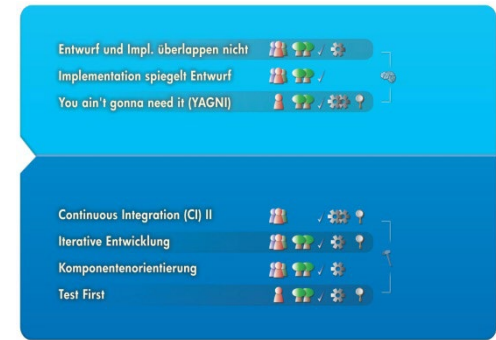 Entwurf und Impl. überlappen nicht
Implementation spiegelt Entwurf
You ain't gonna need it (YAGNI)
Continuous Integration (CI) II
Iterative Entwicklung
Komponentenorientierung
Test First